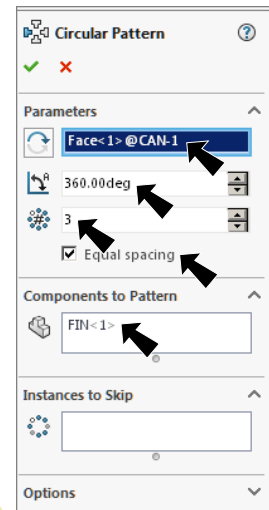 Circular Pattern
Parameters
Face<1>@CAN-1
360.00deg
3
Equal spacing
Components to Pattern
FIN<1>
Instances to Skip
Options